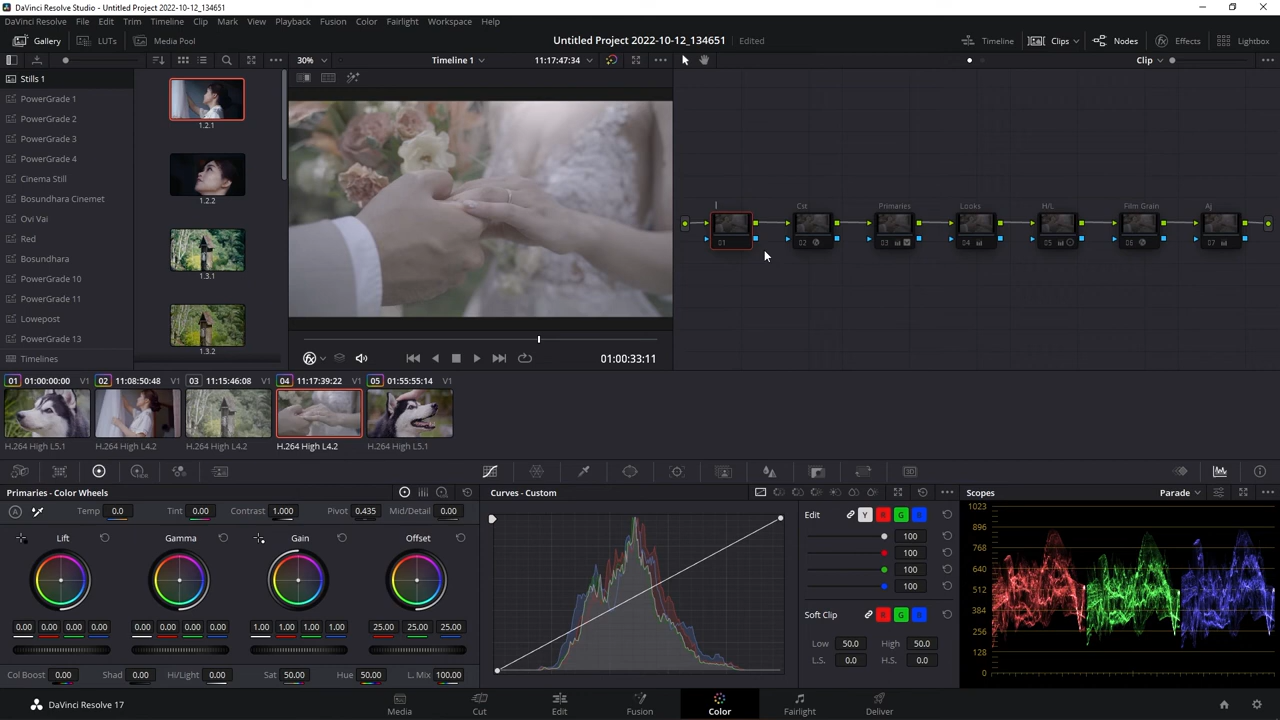 DaVinci Resolve Studio - Untitled Project 2022-10-12_134651
DaVinci Resolve File Edit Trim Timeline Clip Mark View Playback Fusion Color Fairlight Workspace Help
Gallery LUTs Media Pool Untitled Project 2022-10-12_134651 Edited Timeline Clips Nodes Effects Lightbox
30% Timeline 1 11:17:47:34 Clip
Stills 1
PowerGrade 1
PowerGrade 2
PowerGrade 3
PowerGrade 4
Cinema Still
Bosundhara Cinemet
Ovi Vai
Red
Bosundhara
PowerGrade 10
PowerGrade 11
Lowepost
PowerGrade 13
Timelines
1.2.1
1.2.2
1.3.1
1.3.2
01:00:33:11
Cst Primaries Looks H/L Film Grain Aj
01 02 03 04 05 06 07
01 01:00:00:00 V1 02 11:08:50:48 V1 03 11:15:46:08 V1 04 11:17:39:22 V1 05 01:55:55:14 V1
H.264 High L5.1 H.264 High L4.2 H.264 High L4.2 H.264 High L4.2 H.264 High L5.1
Primaries - Color Wheels
Temp 0.0 Tint 0.00 Contrast 1.000 Pivot 0.435 Mid/Detail 0.00
Lift Gamma Gain Offset
0.00 0.00 0.00 0.00 0.00 0.00 0.00 0.00 1.00 1.00 1.00 1.00 25.00 25.00 25.00
Col Boost 0.00 Shad 0.00 Hi/Light 0.00 Sat 50.00 Hue 50.00 L. Mix 100.00
Curves - Custom
Edit Y R G B
100
100
100
100
Soft Clip R G B
Low 50.0 High 50.0
L.S. 0.0 H.S. 0.0
Scopes Parade
1023
896
768
640
512
384
256
128
0
DaVinci Resolve 17 Media Cut Edit Fusion Color Fairlight Deliver